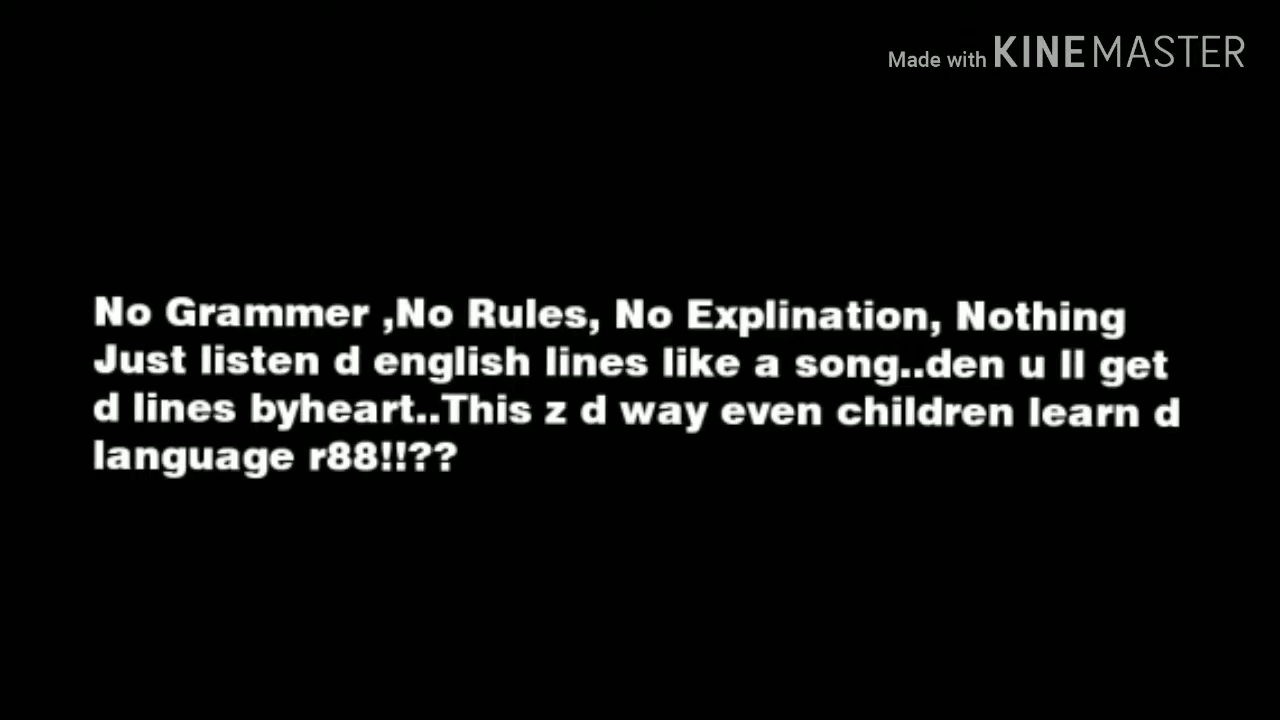 Made with KINEMASTER
No Grammer ,No Rules, No Explination, Nothing
Just listen d english lines like a song..den u ll get
d lines byheart..This z d way even children learn d
language r88!!??